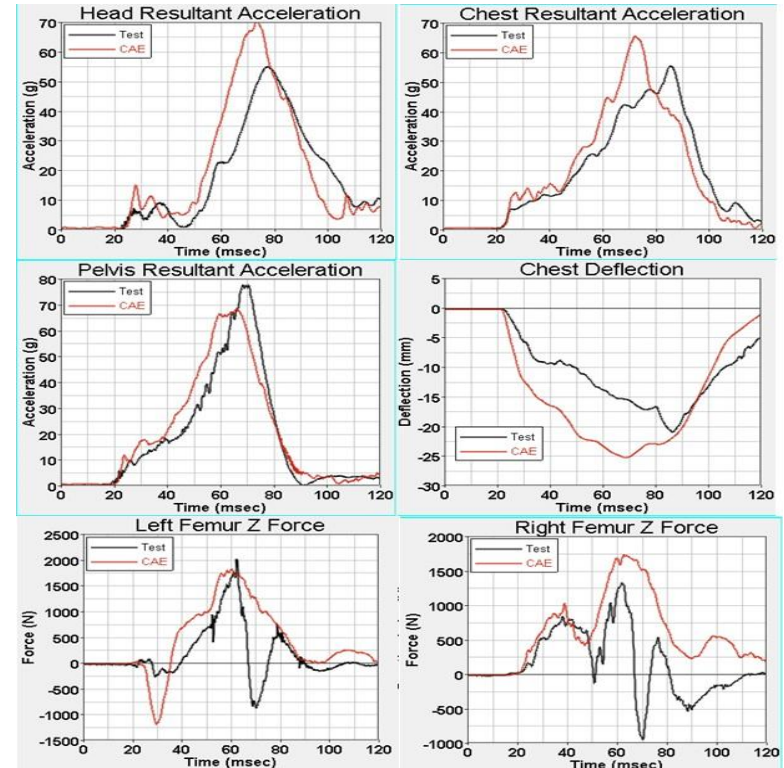 Head Resultant Acceleration
Test
CAE
70
60
50
40
30
20
10
0
Acceleration (g)
0 20 40 60 80 100 120
Time (msec)
Chest Resultant Acceleration
Test
CAE
70
60
50
40
30
20
10
0
Acceleration (g)
0 20 40 60 80 100 120
Time (msec)
Pelvis Resultant Acceleration
Test
CAE
80
70
60
50
40
30
20
10
0
Acceleration (g)
0 20 40 60 80 100 120
Time (msec)
Chest Deflection
5
0
-5
-10
-15
-20
-25
-30
Deflection (mm)
Test
CAE
0 20 40 60 80 100 120
Time (msec)
Left Femur Z Force
Test
CAE
2500
2000
1500
1000
500
0
-500
-1000
-1500
Force (N)
0 20 40 60 80 100 120
Time (msec)
Right Femur Z Force
Test
CAE
2000
1500
1000
500
0
-500
-1000
Force (N)
0 20 40 60 80 100 120
Time (msec)